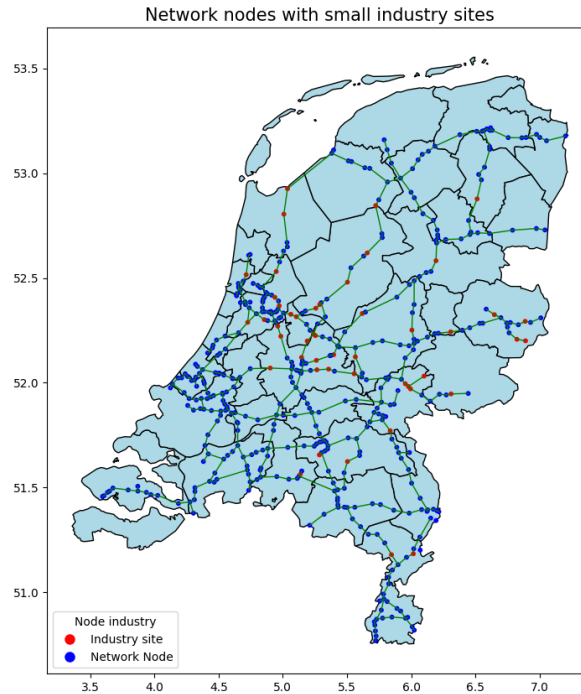 Network nodes with small industry sites
53.5
53.0
52.5
52.0
51.5
51.0
Node industry
Industry site
Network Node
3.5 4.0 4.5 5.0 5.5 6.0 6.5 7.0